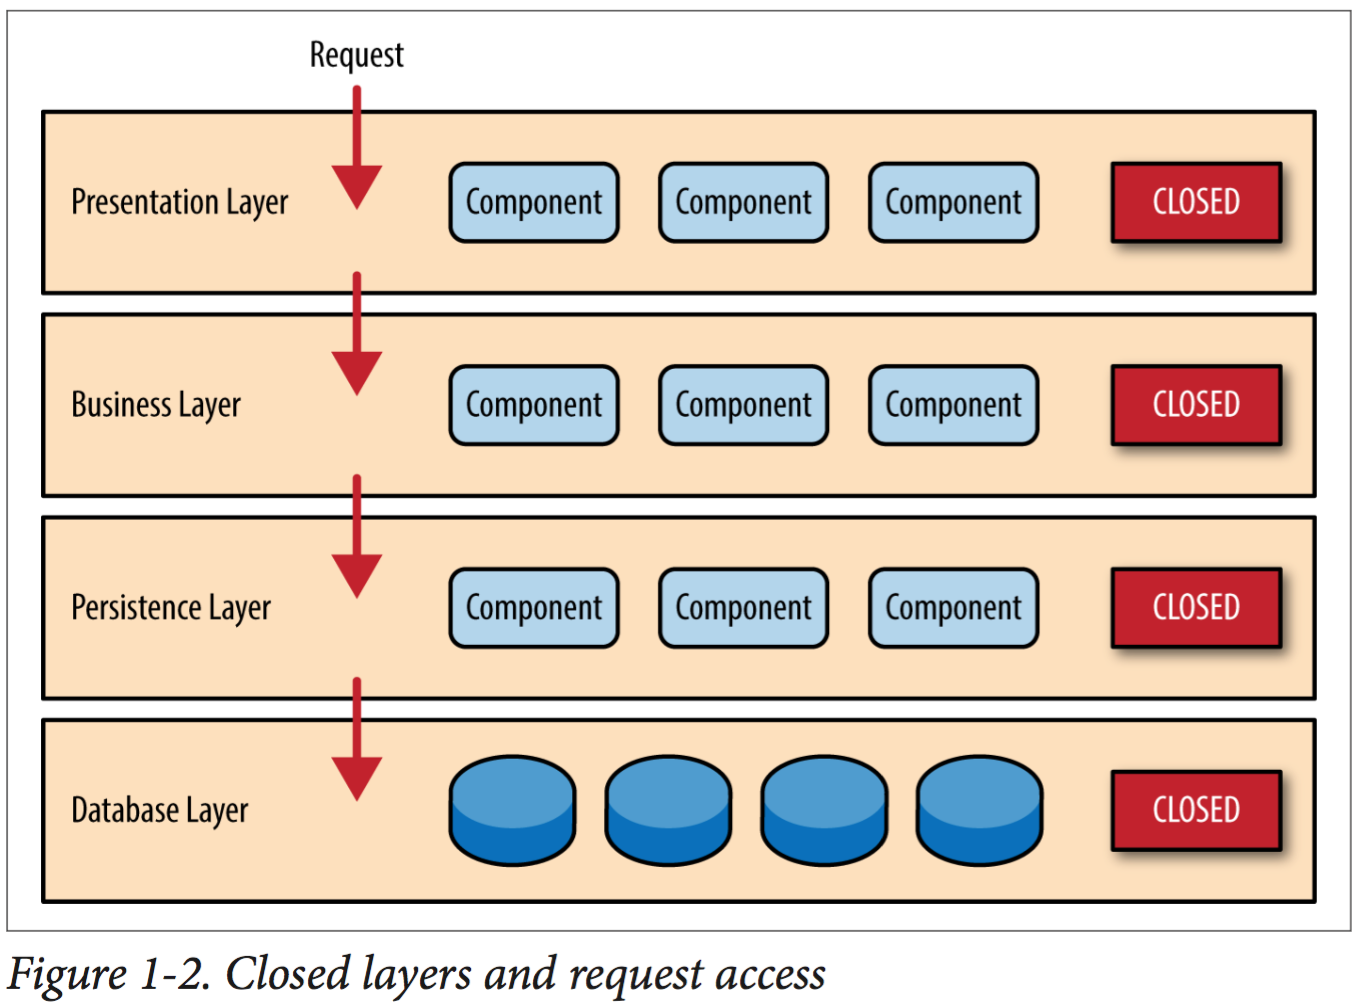 Request
Presentation Layer
Component
Component
Component
CLOSED
Business Layer
Component
Component
Component
CLOSED
Persistence Layer
Component
Component
Component
CLOSED
Database Layer
CLOSED
Figure 1-2. Closed layers and request access